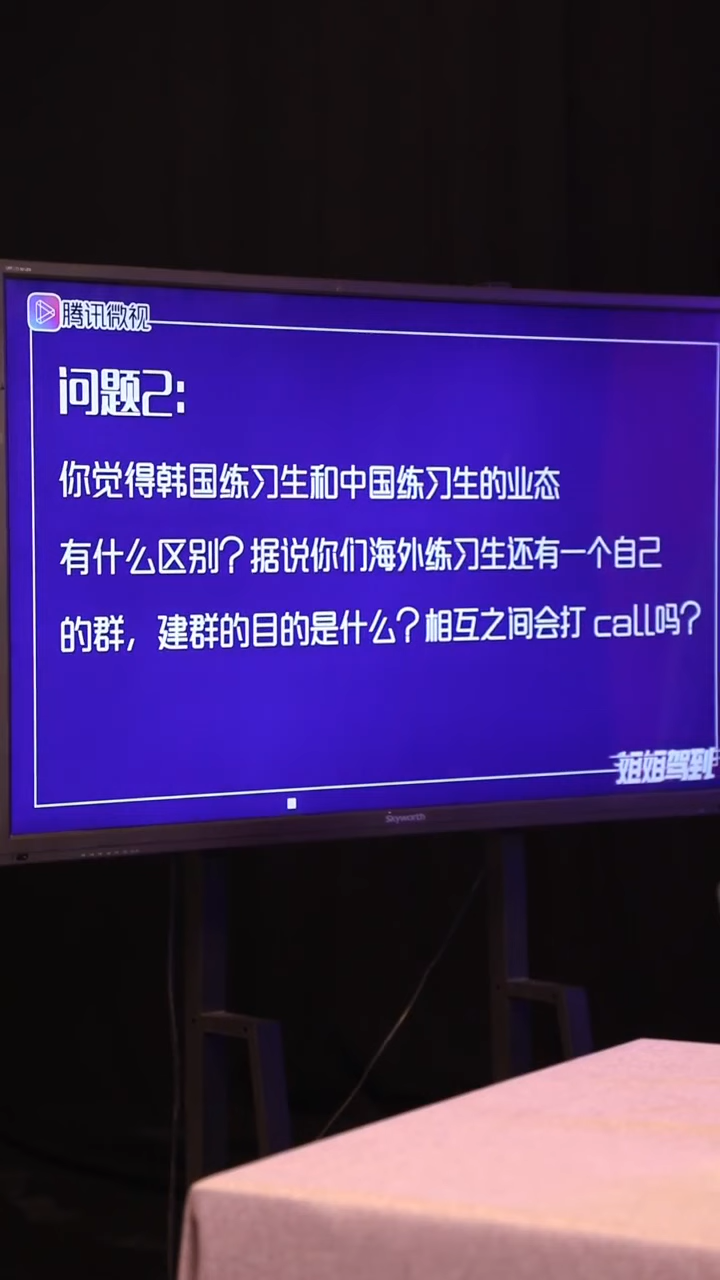 腾讯微视
问题2:
你觉得韩国练习生和中国练习生的业态
有什么区别?据说你们海外练习生还有一个自己
的群，建群的目的是什么?相互之间会打 call吗?
姐姐驾到
Skyworth